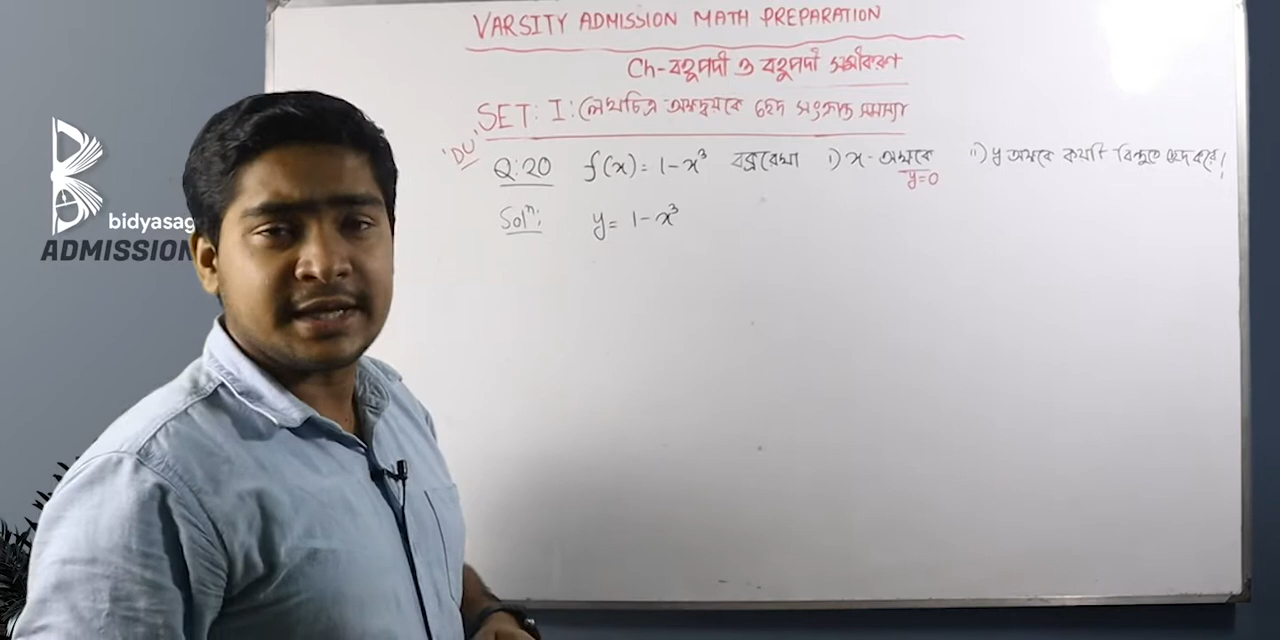 VARSITY ADMISSION MATH PREPARATION
Ch-বহুপদী ও বহুপদী সমীকরণ
SET: I: লেখচিত্র অক্ষদ্বয়কে ছেদ সংক্রান্ত সমস্যা
'DU'
Q:20 f(x) = 1-x³ বক্ররেখা i) x- অক্ষকে ii) y অক্ষকে কয়টি বিন্দুতে ছেদ করে।
y=0
Solⁿ: y = 1-x³
bidyasag
ADMISSION